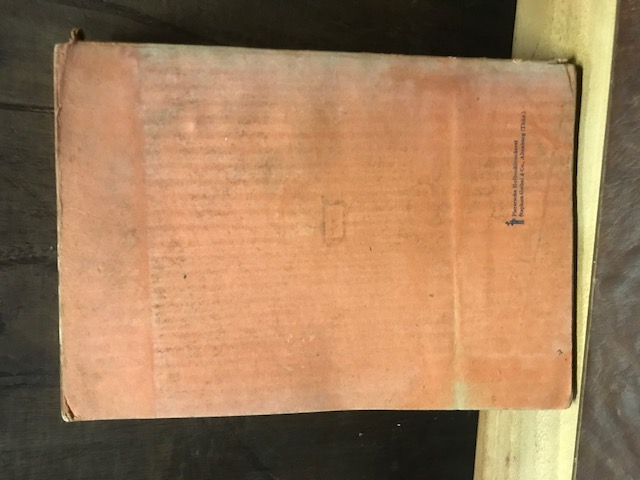 Pierersche Hofbuchdruckerei
Stephan Geibel & Co., Altenburg (Thür.)